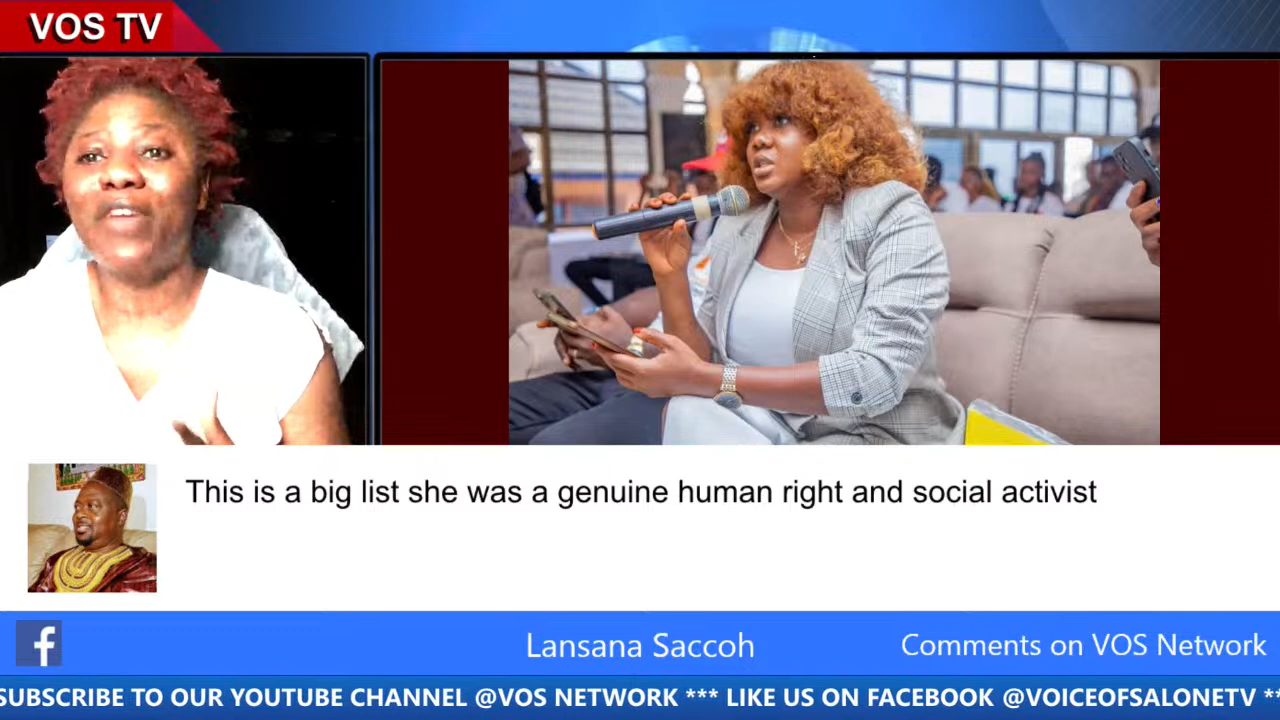 VOS TV
This is a big list she was a genuine human right and social activist
Lansana Saccoh
Comments on VOS Network
SUBSCRIBE TO OUR YOUTUBE CHANNEL @VOS NETWORK *** LIKE US ON FACEBOOK @VOICEOFSALONETV **